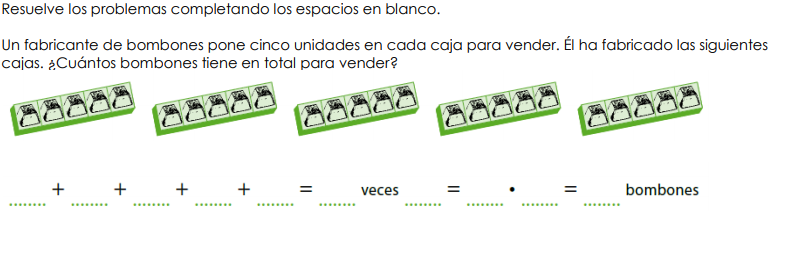 Resuelve los problemas completando los espacios en blanco.
Un fabricante de bombones pone cinco unidades en cada caja para vender. Él ha fabricado las siguientes
cajas. ¿Cuántos bombones tiene en total para vender?
........ + ........ + ........ + ........ + ........ = ........ veces ........ = ........ • ........ = ........ bombones